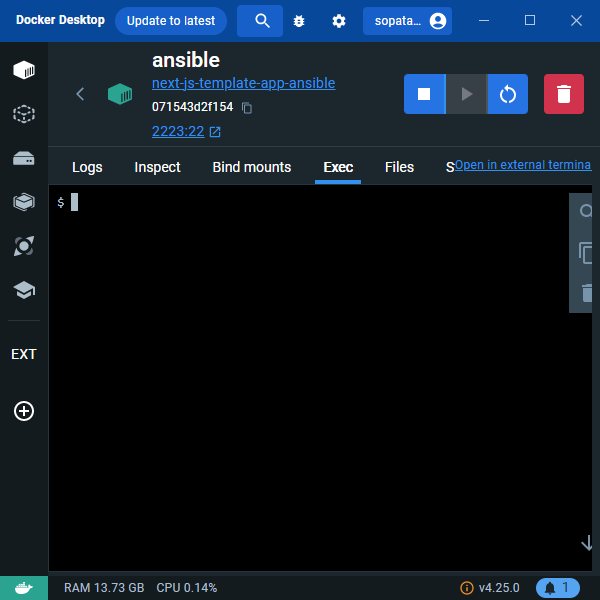 Docker Desktop Update to latest sopata...
ansible
next-js-template-app-ansible
071543d2f154
2223:22
Logs Inspect Bind mounts Exec Files S Open in external termina
$
EXT
RAM 13.73 GB CPU 0.14% v4.25.0 1